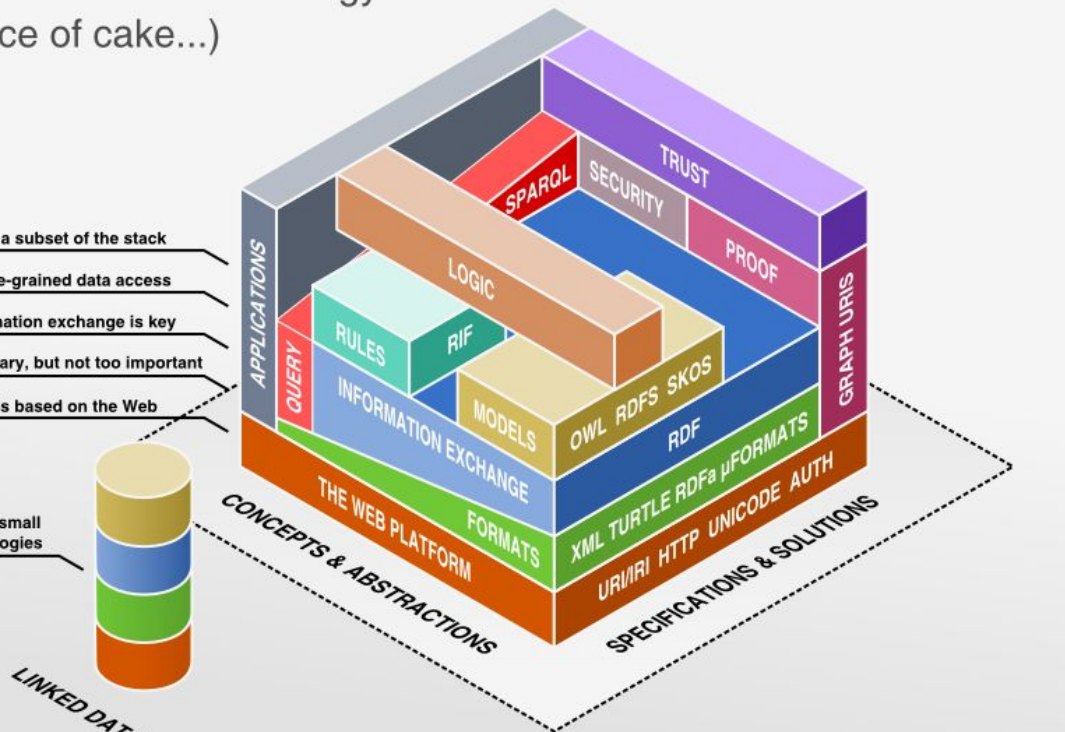 ce of cake...)
a subset of the stack
e-grained data access
nation exchange is key
ary, but not too important
s based on the Web
small
ogies
APPLICATIONS
TRUST
SPARQL
SECURITY
PROOF
LOGIC
RULES
RIF
QUERY
INFORMATION EXCHANGE
MODELS
OWL RDFS SKOS
RDF
GRAPH URIS
FORMATS
XML TURTLE RDFa µFORMATS
THE WEB PLATFORM
URI/IRI HTTP UNICODE AUTH
CONCEPTS & ABSTRACTIONS
SPECIFICATIONS & SOLUTIONS
LINKED DAT